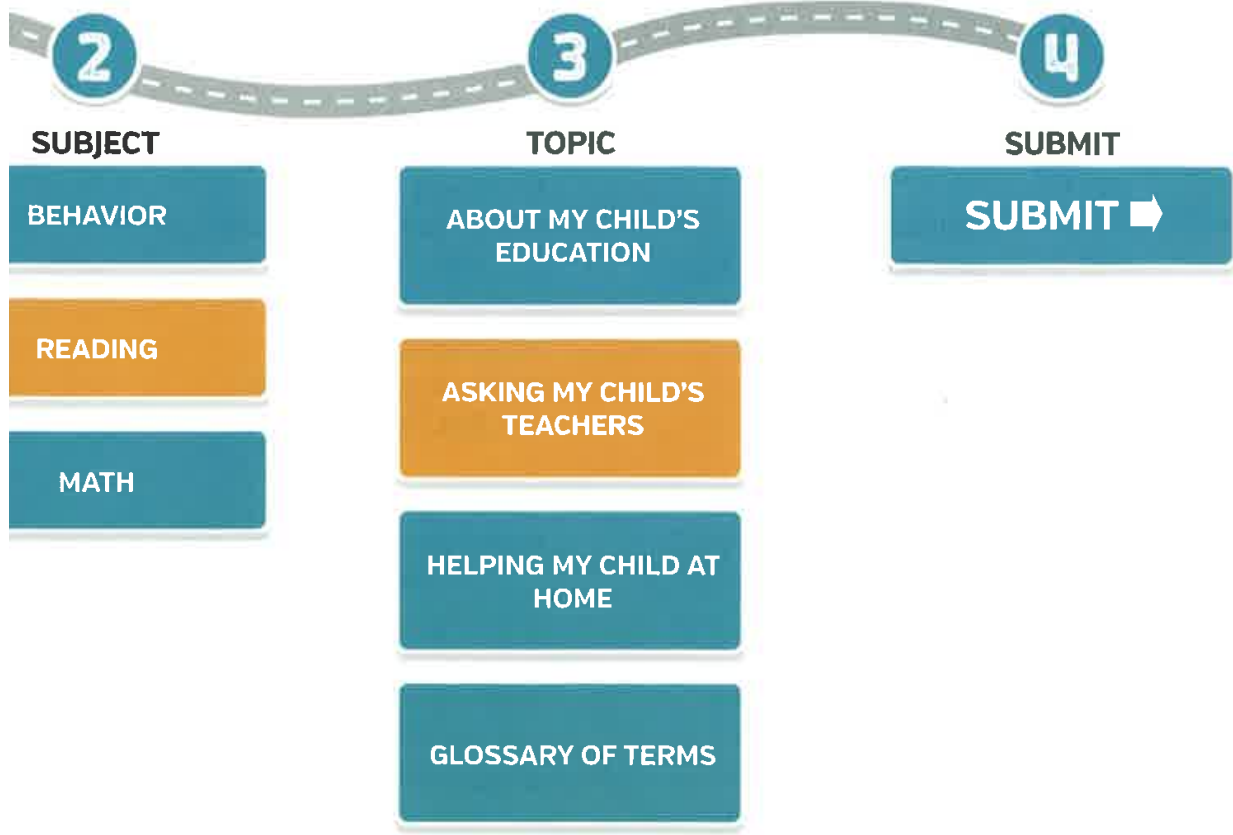 2
3
4
SUBJECT
TOPIC
SUBMIT
BEHAVIOR
READING
MATH
ABOUT MY CHILD'S
EDUCATION
ASKING MY CHILD'S
TEACHERS
HELPING MY CHILD AT
HOME
GLOSSARY OF TERMS
SUBMIT